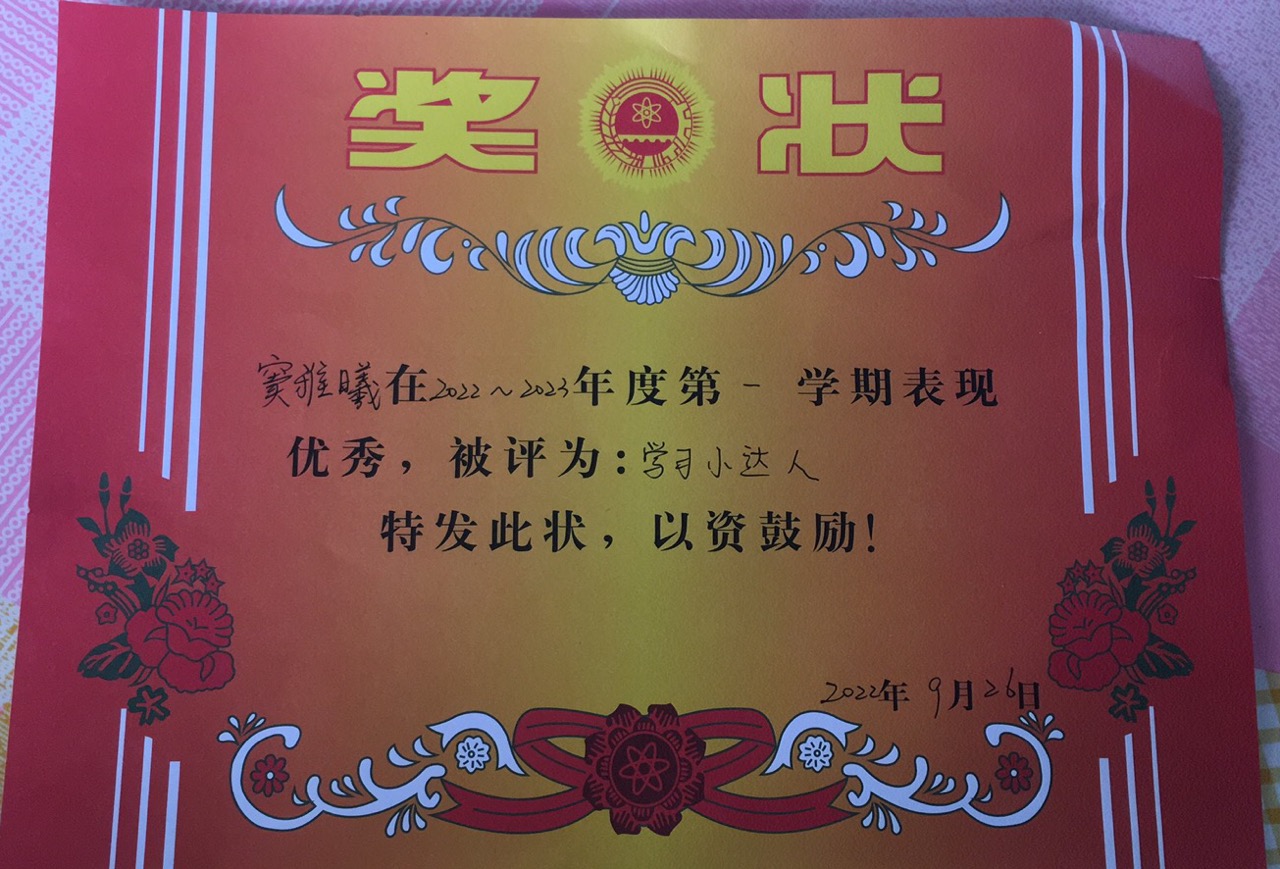 奖状
窦雅曦在2022~2023年度第一学期表现
优秀，被评为:学习小达人
特发此状，以资鼓励!
2022年9月26日